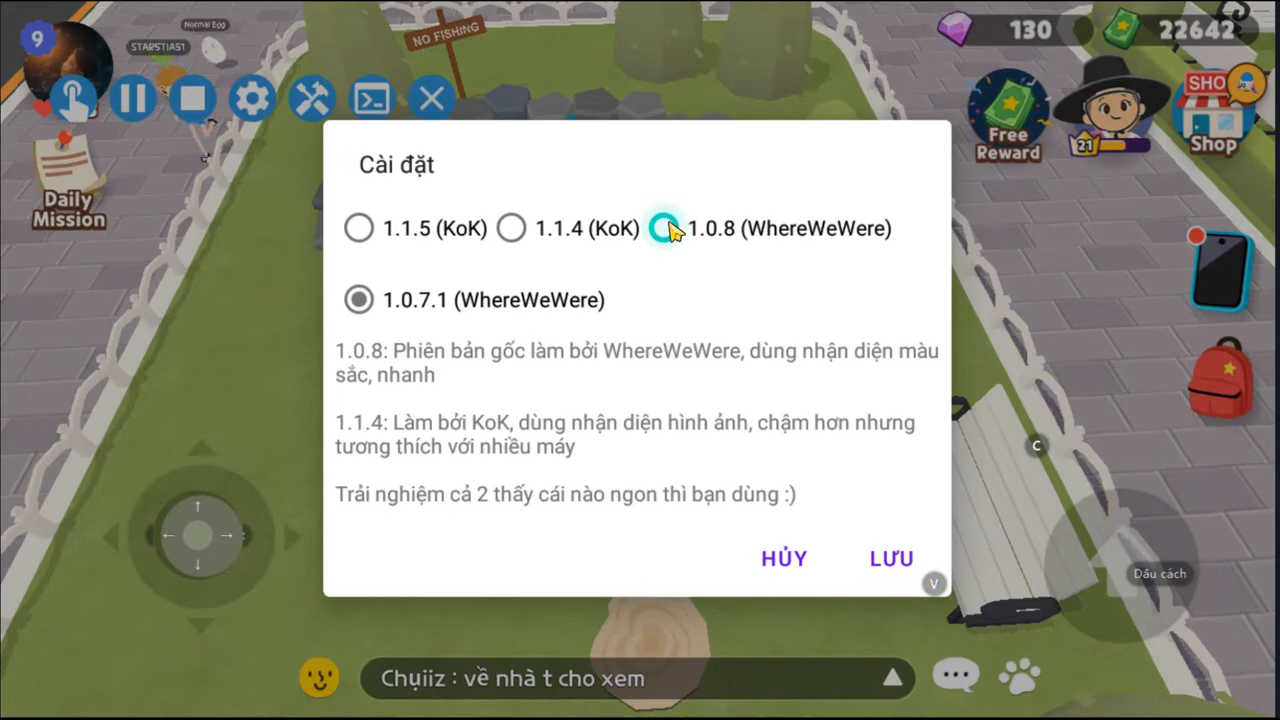 9
Normal Egg
STARSTIAS1
NO FISHING
130
22642
Daily
Mission
Free
Reward
21
SHO
Shop
Cài đặt
1.1.5 (KoK)
1.1.4 (KoK)
1.0.8 (WhereWeWere)
1.0.7.1 (WhereWeWere)
1.0.8: Phiên bản gốc làm bởi WhereWeWere, dùng nhận diện màu
sắc, nhanh
1.1.4: Làm bởi KoK, dùng nhận diện hình ảnh, chậm hơn nhưng
tương thích với nhiều máy
Trải nghiệm cả 2 thấy cái nào ngon thì bạn dùng :)
HỦY
LƯU
C
V
Dấu cách
Chụiiz : về nhà t cho xem